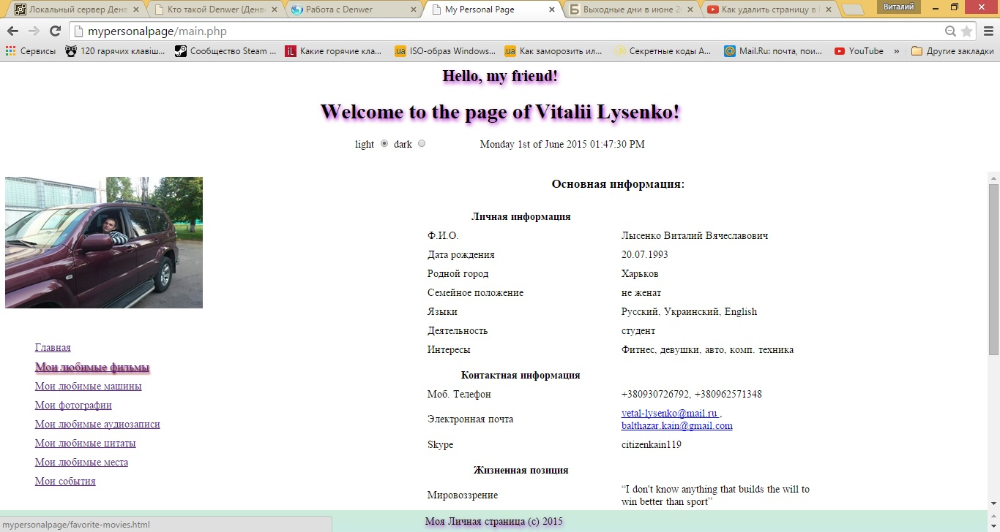 Локальный сервер Денв
Кто такой Denwer (Денв
Работа с Denwer
My Personal Page
Выходные дни в июне 2
Как удалить страницу в
Виталий
mypersonalpage/main.php
Сервисы
120 гарячих клавіш...
Сообщество Steam ...
Какие горячие кла...
ISO-образ Windows...
Как заморозить ил...
Секретные коды A...
Mail.Ru: почта, пои...
YouTube
»
Другие закладки
Hello, my friend!
Welcome to the page of Vitalii Lysenko!
light dark Monday 1st of June 2015 01:47:30 PM
Главная
Мои любимые фильмы
Мои любимые машины
Мои фотографии
Мои любимые аудиозаписи
Мои любимые цитаты
Мои любимые места
Мои события
Основная информация:
Личная информация
Ф.И.О. Лысенко Виталий Вячеславович
Дата рождения 20.07.1993
Родной город Харьков
Семейное положение не женат
Языки Русский, Украинский, English
Деятельность студент
Интересы Фитнес, девушки, авто, комп. техника
Контактная информация
Моб. Телефон +380930726792, +380962571348
Электронная почта vetal-lysenko@mail.ru ,
balthazar.kain@gmail.com
Skype citizenkain119
Жизненная позиция
Мировоззрение “I don't know anything that builds the will to
win better than sport”
mypersonalpage/favorite-movies.html
Моя Личная страница (c) 2015